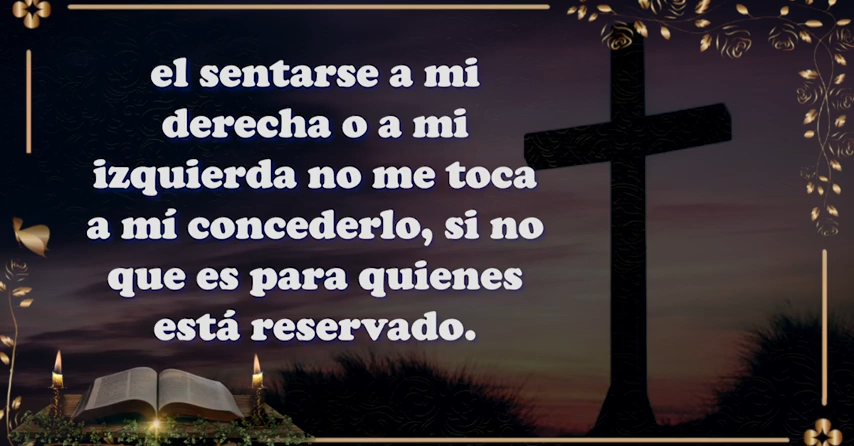 el sentarse a mi
derecha o a mi
izquierda no me toca
a mí concederlo, si no
que es para quienes
está reservado.